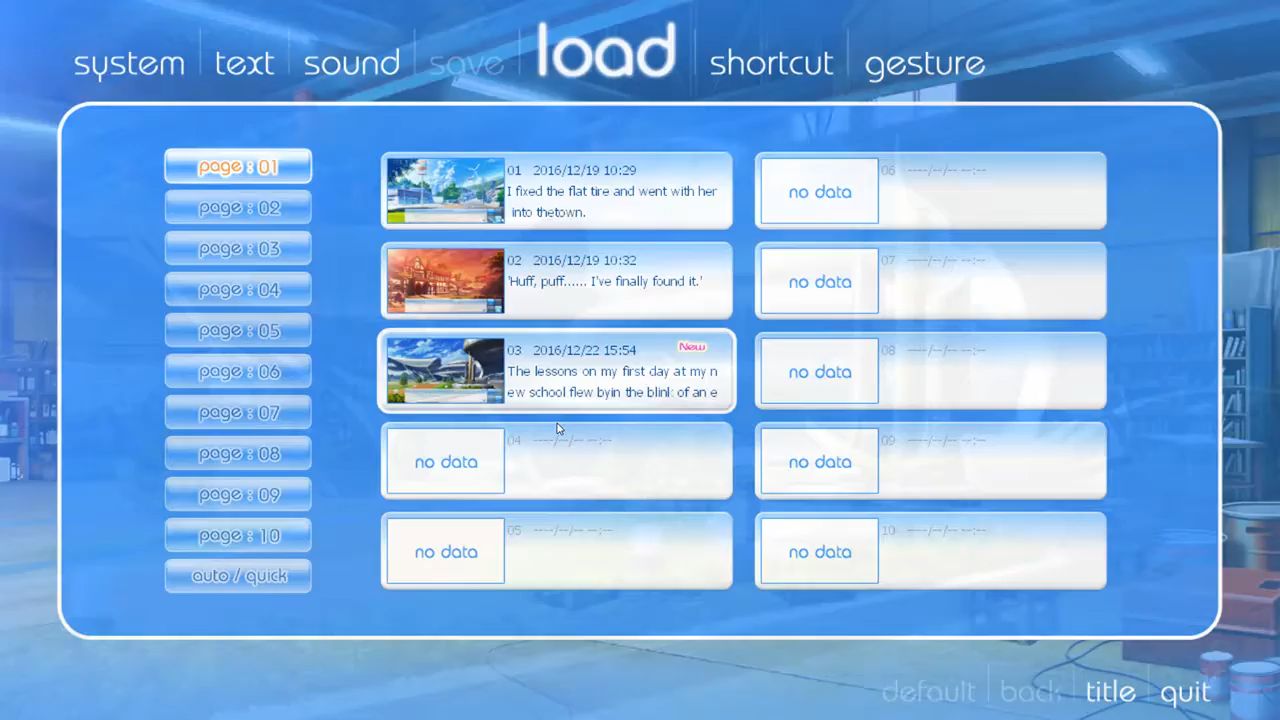 system text sound save load shortcut gesture
page : 01
page : 02
page : 03
page : 04
page : 05
page : 06
page : 07
page : 08
page : 09
page : 10
auto / quick
01 2016/12/19 10:29
I fixed the flat tire and went with her
into thetown.
02 2016/12/19 10:32
'Huff, puff...... I've finally found it.'
03 2016/12/22 15:54 New
The lessons on my first day at my n
ew school flew byin the blink of an e
no data 04 ----/--/-- --:--
no data 05 ----/--/-- --:--
no data 06 ----/--/-- --:--
no data 07 ----/--/-- --:--
no data 08 ----/--/-- --:--
no data 09 ----/--/-- --:--
no data 10 ----/--/-- --:--
default back title quit